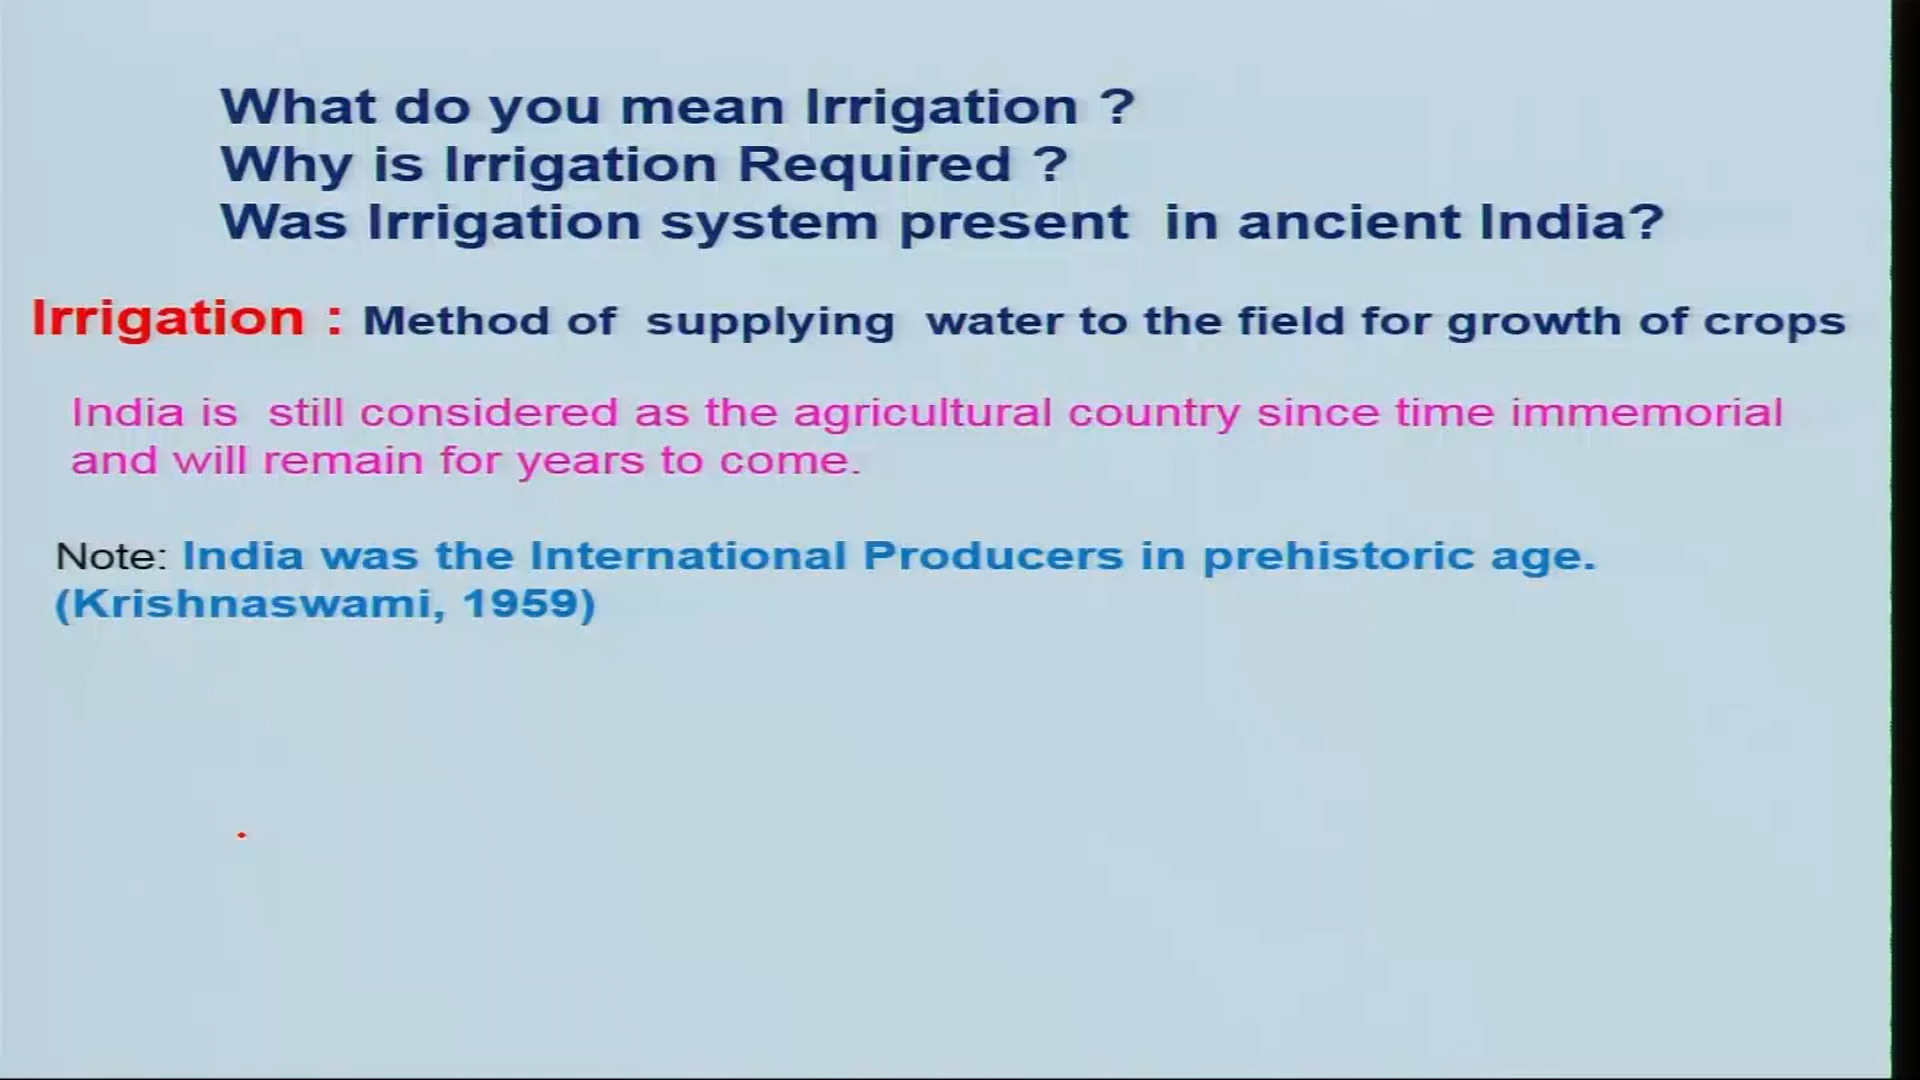 What do you mean Irrigation ?
Why is Irrigation Required ?
Was Irrigation system present in ancient India?
Irrigation : Method of supplying water to the field for growth of crops
India is still considered as the agricultural country since time immemorial
and will remain for years to come.
Note: India was the International Producers in prehistoric age.
(Krishnaswami, 1959)